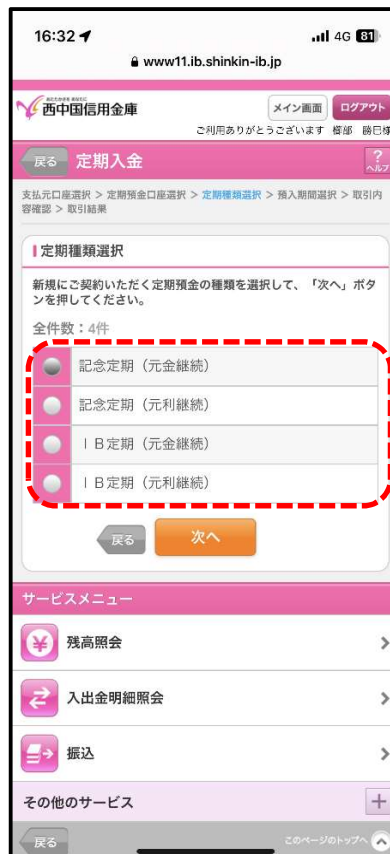 16:32
4G 81
www11.ib.shinkin-ib.jp
西中国信用金庫
メイン画面
ログアウト
ご利用ありがとうございます 櫛部 勝巳様
戻る
定期入金
?
ヘルプ
支払元口座選択 > 定期預金口座選択 > 定期種類選択 > 預入期間選択 > 取引内
容確認 > 取引結果
定期種類選択
新規にご契約いただく定期預金の種類を選択して、「次へ」ボタ
ンを押してください。
全件数:4件
記念定期(元金継続)
記念定期(元利継続)
IB定期(元金継続)
IB定期(元利継続)
戻る
次へ
サービスメニュー
残高照会
入出金明細照会
振込
その他のサービス
戻る
このページのトップへ